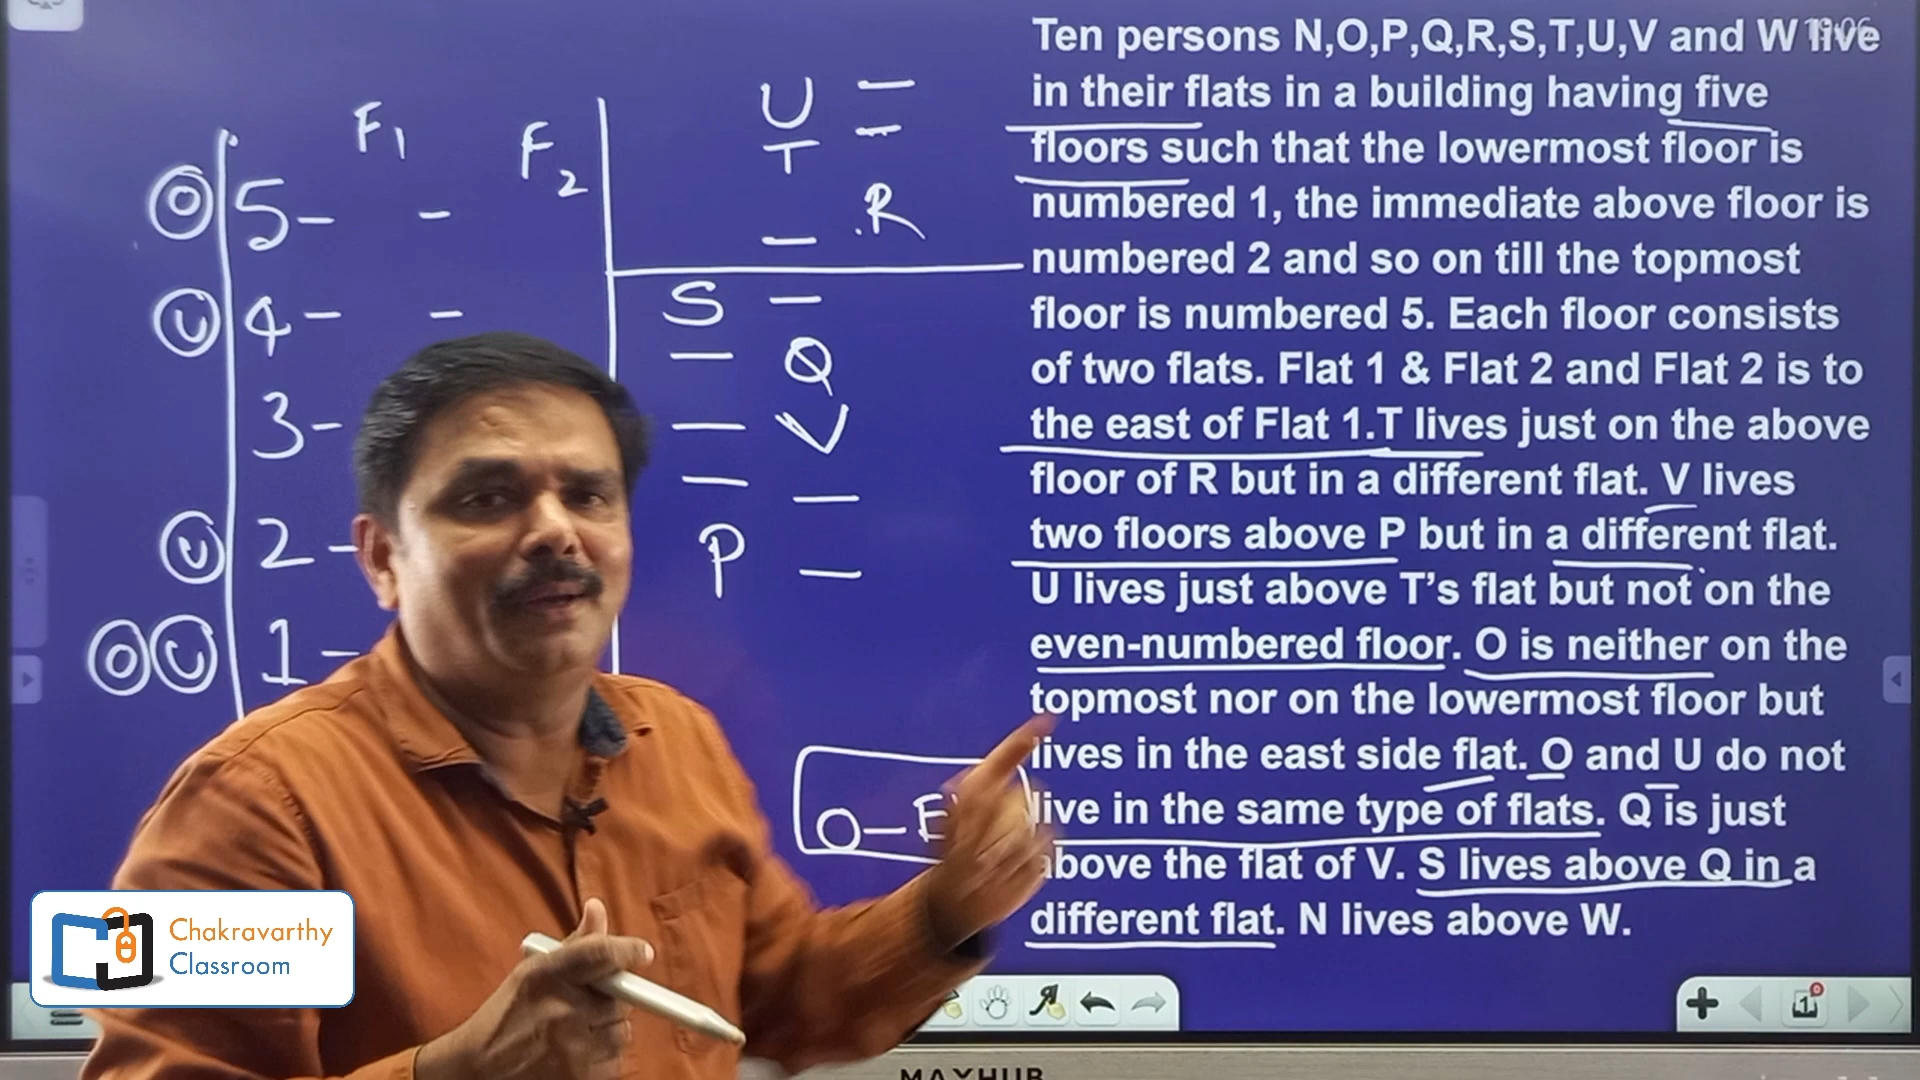 Ten persons N,O,P,Q,R,S,T,U,V and W live
in their flats in a building having five
floors such that the lowermost floor is
numbered 1, the immediate above floor is
numbered 2 and so on till the topmost
floor is numbered 5. Each floor consists
of two flats. Flat 1 & Flat 2 and Flat 2 is to
the east of Flat 1.T lives just on the above
floor of R but in a different flat. V lives
two floors above P but in a different flat.
U lives just above T's flat but not on the
even-numbered floor. O is neither on the
topmost nor on the lowermost floor but
lives in the east side flat. O and U do not
live in the same type of flats. Q is just
above the flat of V. S lives above Q in a
different flat. N lives above W.
F1 F2
O 5 - -
U 4 - -
3 -
U 2 -
O U 1 -
U -
T -
- .R
S -
- Q
- V
- -
P -
O-E
Chakravarthy
Classroom
1
MAXHUB